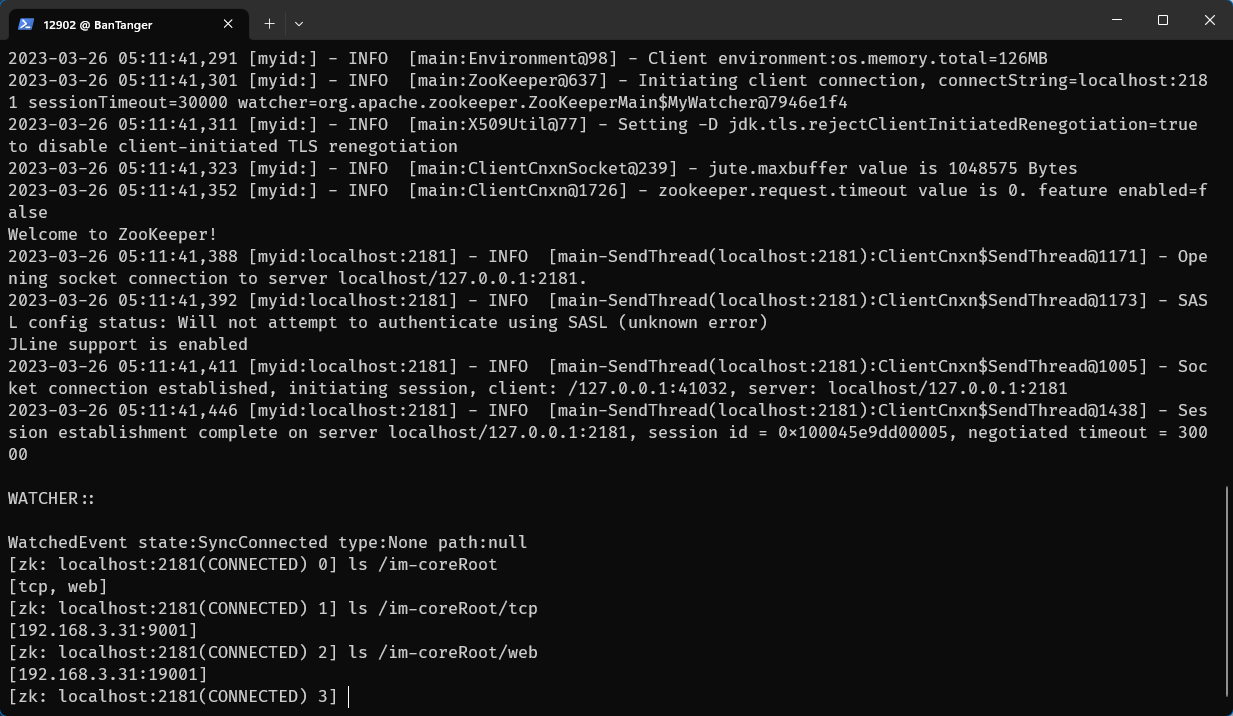 12902 @ BanTanger
2023-03-26 05:11:41,291 [myid:] - INFO  [main:Environment@98] - Client environment:os.memory.total=126MB
2023-03-26 05:11:41,301 [myid:] - INFO  [main:ZooKeeper@637] - Initiating client connection, connectString=localhost:218
1 sessionTimeout=30000 watcher=org.apache.zookeeper.ZooKeeperMain$MyWatcher@7946e1f4
2023-03-26 05:11:41,311 [myid:] - INFO  [main:X509Util@77] - Setting -D jdk.tls.rejectClientInitiatedRenegotiation=true
to disable client-initiated TLS renegotiation
2023-03-26 05:11:41,323 [myid:] - INFO  [main:ClientCnxnSocket@239] - jute.maxbuffer value is 1048575 Bytes
2023-03-26 05:11:41,352 [myid:] - INFO  [main:ClientCnxn@1726] - zookeeper.request.timeout value is 0. feature enabled=f
alse
Welcome to ZooKeeper!
2023-03-26 05:11:41,388 [myid:localhost:2181] - INFO  [main-SendThread(localhost:2181):ClientCnxn$SendThread@1171] - Ope
ning socket connection to server localhost/127.0.0.1:2181.
2023-03-26 05:11:41,392 [myid:localhost:2181] - INFO  [main-SendThread(localhost:2181):ClientCnxn$SendThread@1173] - SAS
L config status: Will not attempt to authenticate using SASL (unknown error)
JLine support is enabled
2023-03-26 05:11:41,411 [myid:localhost:2181] - INFO  [main-SendThread(localhost:2181):ClientCnxn$SendThread@1005] - Soc
ket connection established, initiating session, client: /127.0.0.1:41032, server: localhost/127.0.0.1:2181
2023-03-26 05:11:41,446 [myid:localhost:2181] - INFO  [main-SendThread(localhost:2181):ClientCnxn$SendThread@1438] - Ses
sion establishment complete on server localhost/127.0.0.1:2181, session id = 0x100045e9dd00005, negotiated timeout = 300
00
WATCHER::
WatchedEvent state:SyncConnected type:None path:null
[zk: localhost:2181(CONNECTED) 0] ls /im-coreRoot
[tcp, web]
[zk: localhost:2181(CONNECTED) 1] ls /im-coreRoot/tcp
[192.168.3.31:9001]
[zk: localhost:2181(CONNECTED) 2] ls /im-coreRoot/web
[192.168.3.31:19001]
[zk: localhost:2181(CONNECTED) 3]